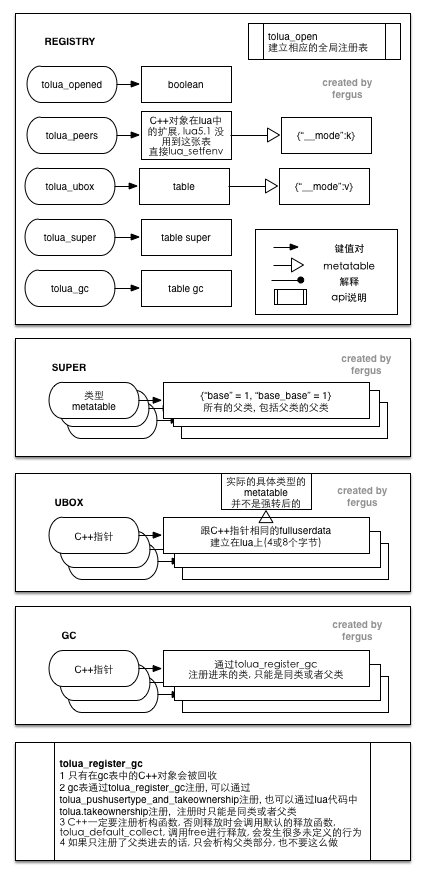 REGISTRY
tolua_open
建立相应的全局注册表
tolua_opened
boolean
created by
fergus
tolua_peers
C++对象在lua中
的扩展, lua5,1 没
用到这张表
直接lua_setfenv
{“__mode”:k}
tolua_ubox
table
{“__mode”:v}
tolua_super
table super
键值对
metatable
解释
api说明
tolua_gc
table gc
SUPER
created by
fergus
类型
metatable
{“base” = 1, “base_base” = 1}
所有的父类, 包括父类的父类
实际的具体类型的
metatable
并不是强转后的
UBOX
created by
fergus
C++指针
跟C++指针相同的fulluserdata
建立在lua上(4或8个字节)
GC
created by
fergus
C++指针
通过tolua_register_gc
注册进来的类, 只能是同类或者父类
tolua_register_gc
1 只有在gc表中的C++对象会被回收
2 gc表通过tolua_register_gc注册, 可以通过
tolua_pushusertype_and_takeownership注册, 也可以通过lua代码中
tolua.takeownership注册, 注册时只能是同类或者父类
3 C++一定要注册析构函数, 否则释放时会调用默认的释放函数,
tolua_default_collect, 调用free进行释放, 会发生很多未定义的行为
4 如果只注册了父类进去的话, 只会析构父类部分, 也不要这么做